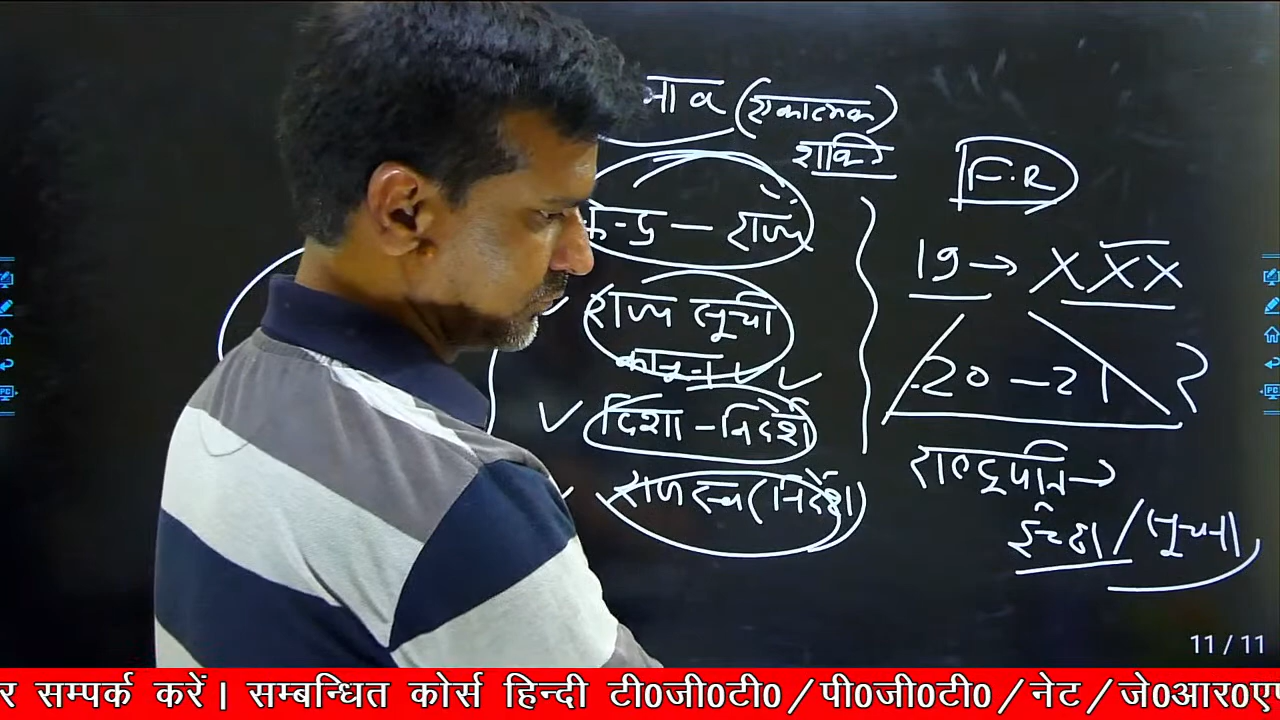 (एकात्मक)
शक्ति
केन्द्र — राज्य
राज्य सूची
कानून
दिशा - निर्देश
राजस्व (निर्देश)
F.R
19 → X X X
20 — 21
राष्ट्रपति →
इच्छा / (सूचना)
11 / 11
र सम्पर्क करें। सम्बन्धित कोर्स हिन्दी टी0जी0टी0 / पी0जी0टी0 / नेट / जे0आर0एफ